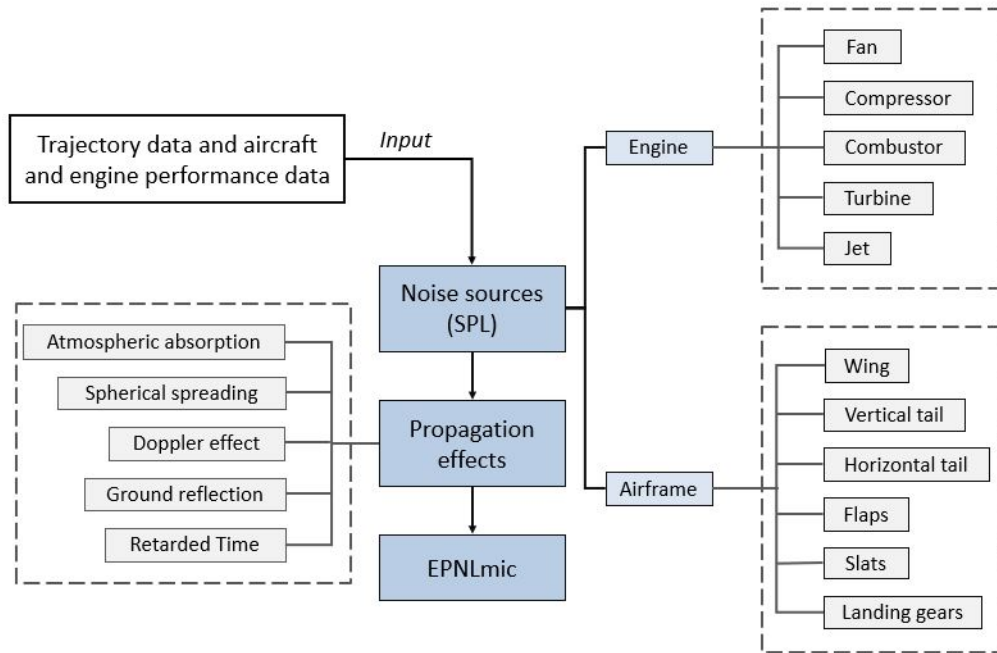 Trajectory data and aircraft
and engine performance data
Input
Noise sources
(SPL)
Propagation
effects
EPNLmic
Atmospheric absorption
Spherical spreading
Doppler effect
Ground reflection
Retarded Time
Engine
Fan
Compressor
Combustor
Turbine
Jet
Airframe
Wing
Vertical tail
Horizontal tail
Flaps
Slats
Landing gears